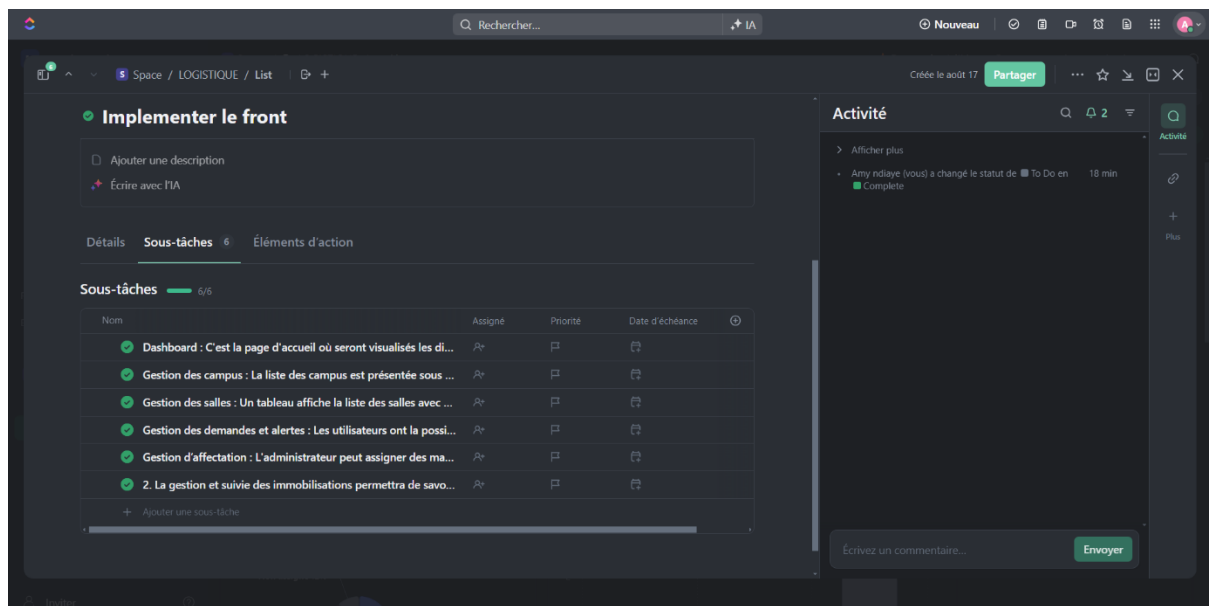 Rechercher...
IA
Nouveau
A
Space / LOGISTIQUE / List
Créée le août 17
Partager
Implementer le front
Ajouter une description
Écrire avec l'IA
Détails
Sous-tâches 6
Éléments d'action
Sous-tâches 6/6
Nom Assigné Priorité Date d'échéance
Dashboard : C'est la page d'accueil où seront visualisés les di...
Gestion des campus : La liste des campus est présentée sous ...
Gestion des salles : Un tableau affiche la liste des salles avec ...
Gestion des demandes et alertes : Les utilisateurs ont la possi...
Gestion d'affectation : L'administrateur peut assigner des ma...
2. La gestion et suivie des immobilisations permettra de savo...
Ajouter une sous-tâche
Activité
2
Afficher plus
Amy ndiaye (vous) a changé le statut de To Do en 18 min
Complete
Écrivez un commentaire...
Envoyer
Activité
Plus
Inviter